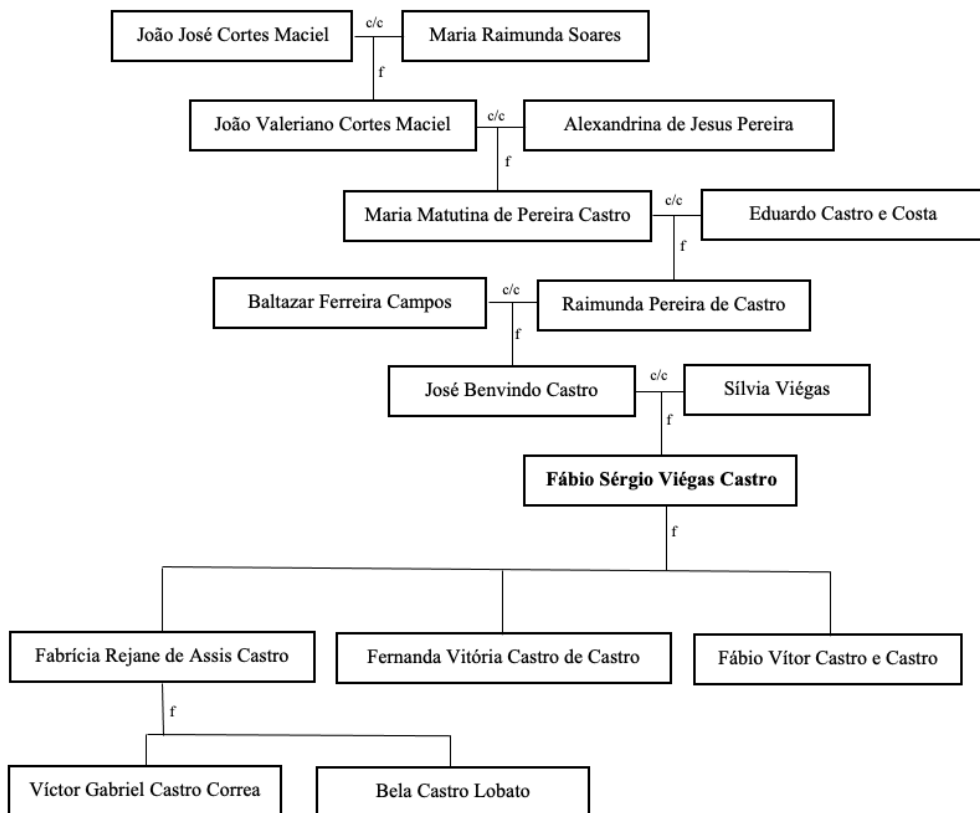 João José Cortes Maciel
c/c
Maria Raimunda Soares
f
João Valeriano Cortes Maciel
c/c
Alexandrina de Jesus Pereira
f
Maria Matutina de Pereira Castro
c/c
Eduardo Castro e Costa
f
Baltazar Ferreira Campos
c/c
Raimunda Pereira de Castro
f
José Benvindo Castro
c/c
Sílvia Viégas
f
Fábio Sérgio Viégas Castro
f
Fabrícia Rejane de Assis Castro
Fernanda Vitória Castro de Castro
Fábio Vítor Castro e Castro
f
Víctor Gabriel Castro Correa
Bela Castro Lobato